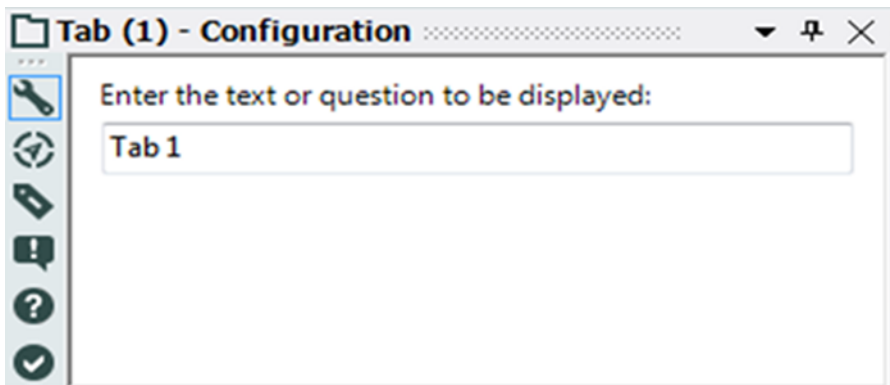 Tab (1) - Configuration
Enter the text or question to be displayed:
Tab 1